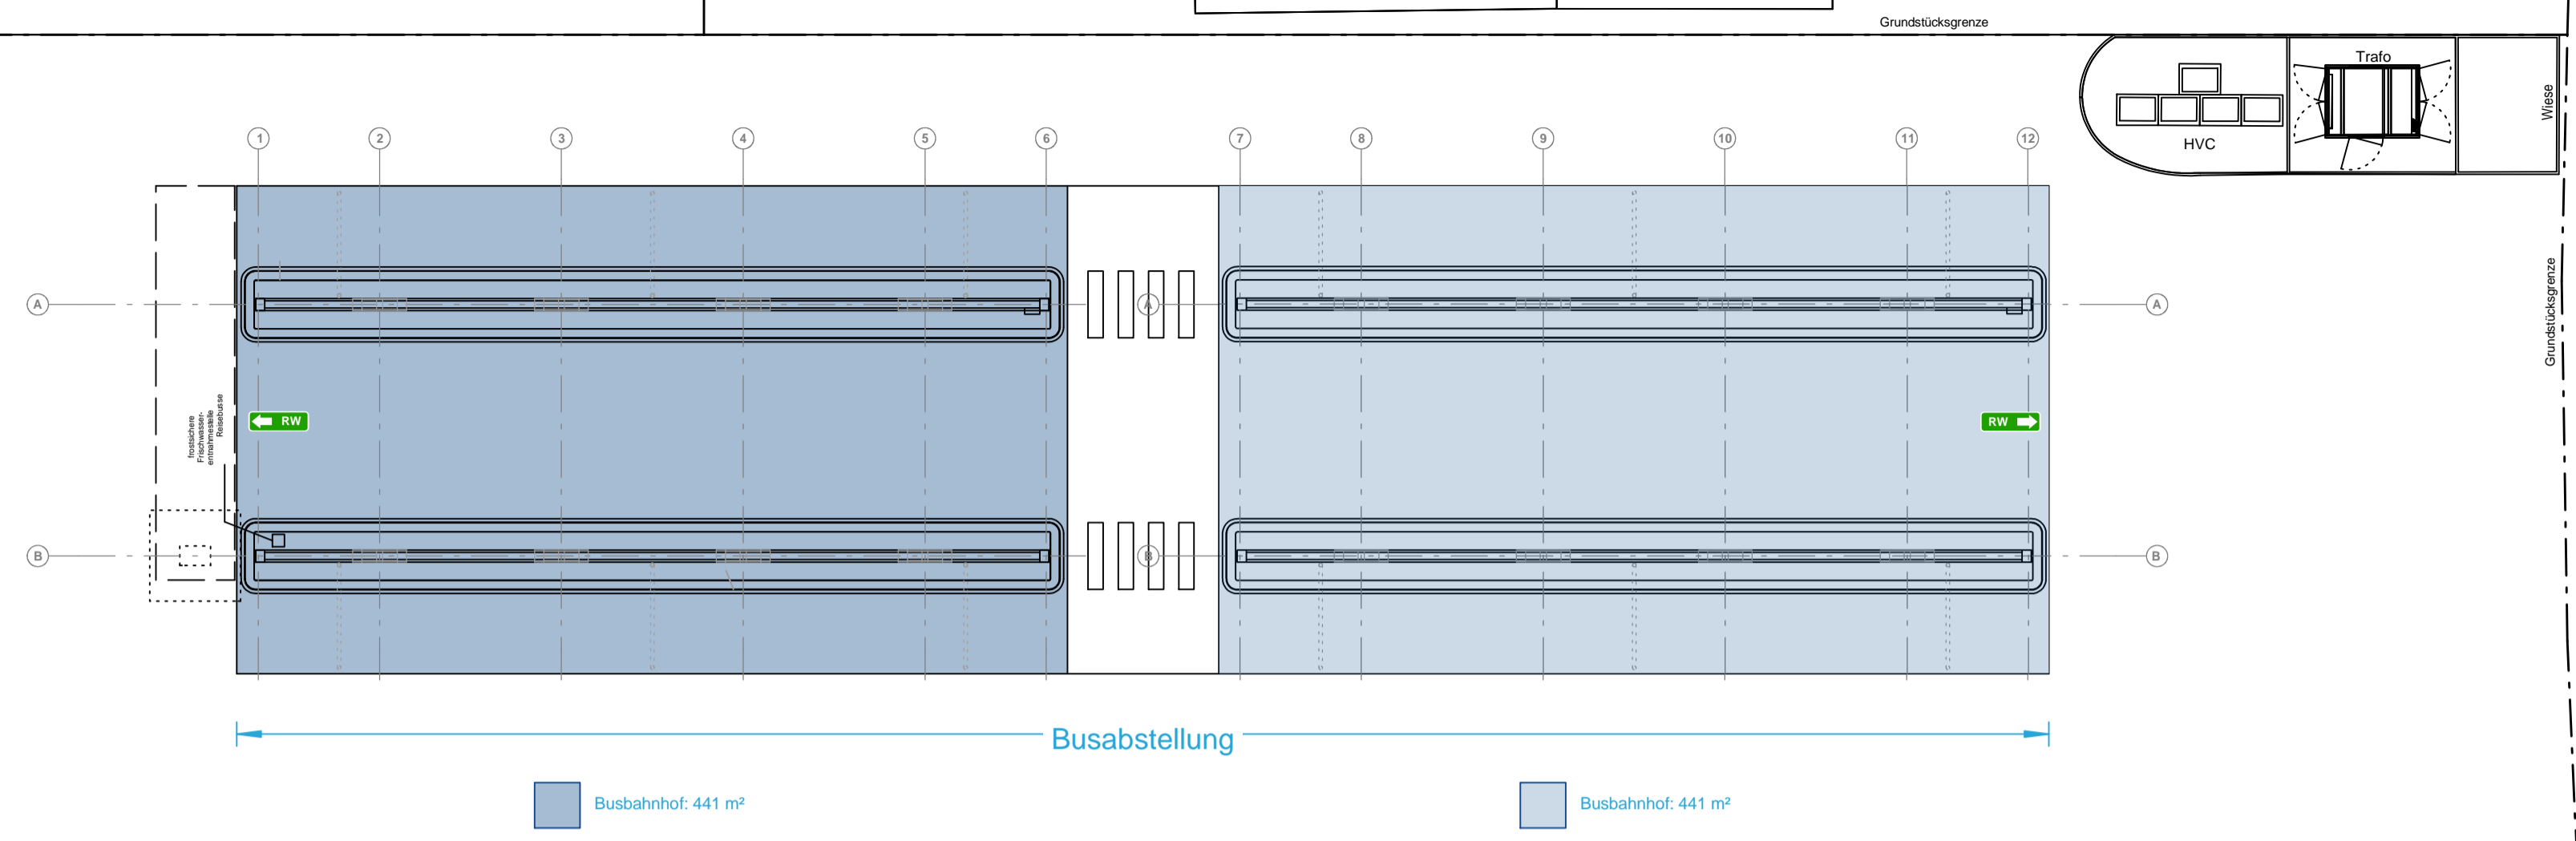 Grundstücksgrenze
Trafo
Wiese
HVC
1 2 3 4 5 6 7 8 9 10 11 12
A A A
Grundstücksgrenze
frostsichere
Frischwasser-
entnahmestelle
Reisebusse
RW RW
B B B
Busabstellung
Busbahnhof: 441 m² Busbahnhof: 441 m²